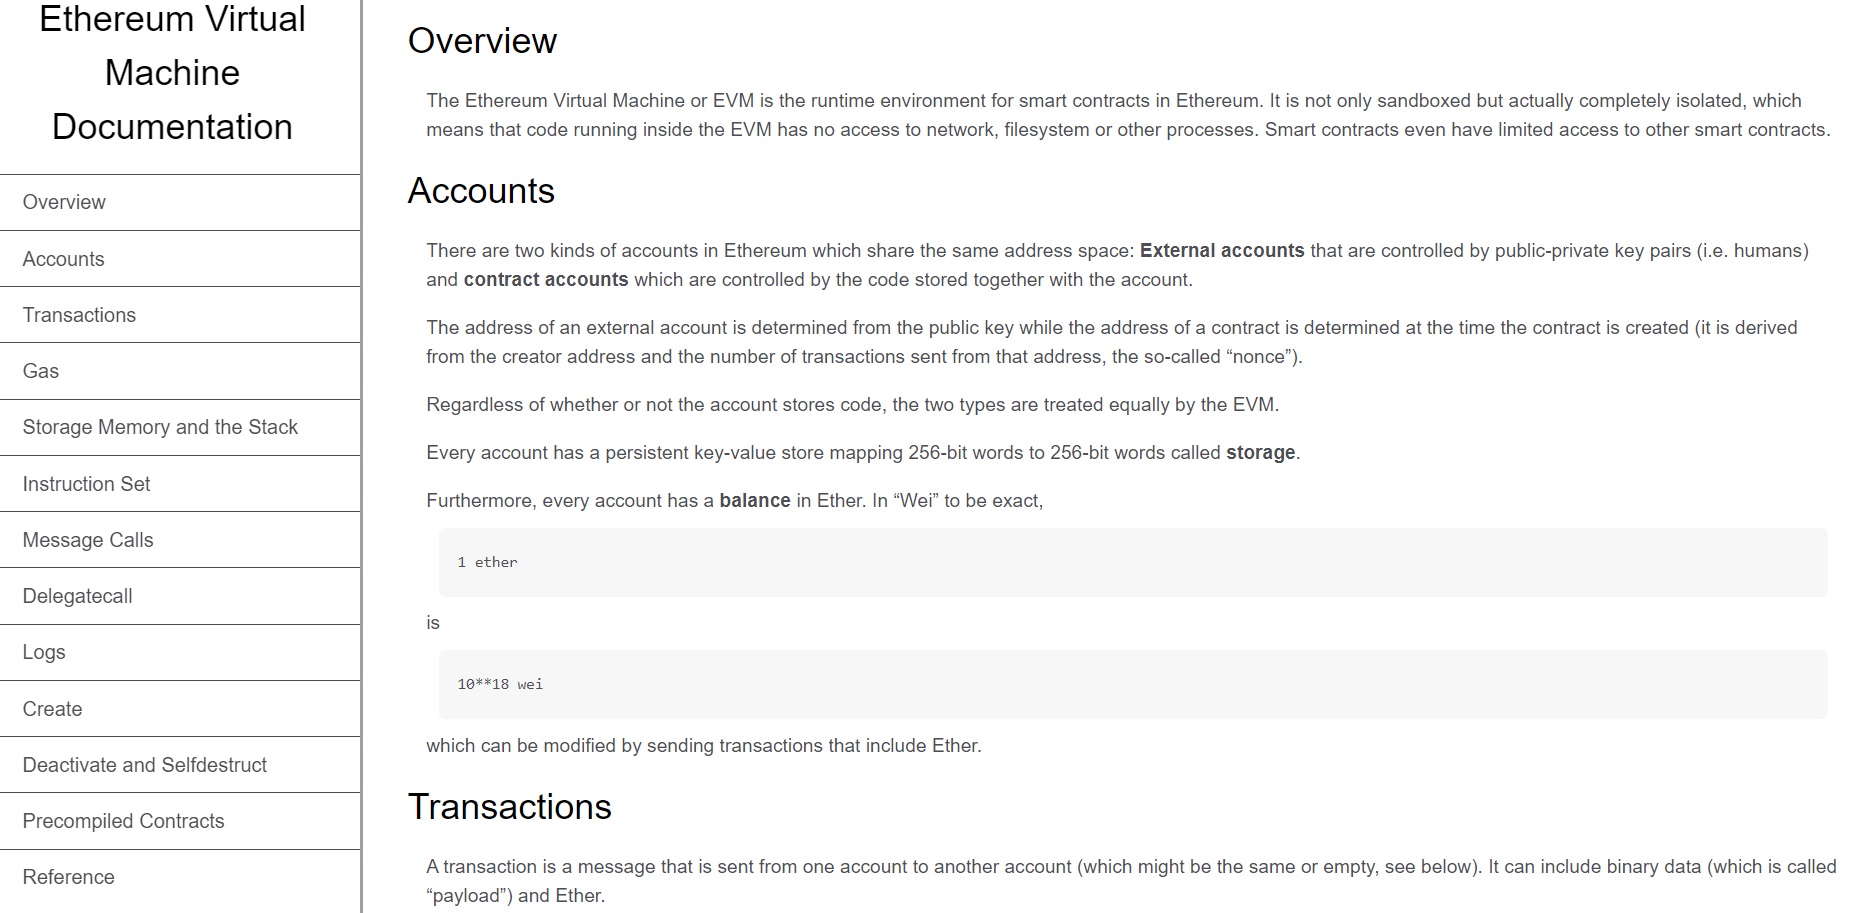 Ethereum Virtual
Machine
Documentation
Overview
Accounts
Transactions
Gas
Storage Memory and the Stack
Instruction Set
Message Calls
Delegatecall
Logs
Create
Deactivate and Selfdestruct
Precompiled Contracts
Reference
Overview
The Ethereum Virtual Machine or EVM is the runtime environment for smart contracts in Ethereum. It is not only sandboxed but actually completely isolated, which
means that code running inside the EVM has no access to network, filesystem or other processes. Smart contracts even have limited access to other smart contracts.
Accounts
There are two kinds of accounts in Ethereum which share the same address space: External accounts that are controlled by public-private key pairs (i.e. humans)
and contract accounts which are controlled by the code stored together with the account.
The address of an external account is determined from the public key while the address of a contract is determined at the time the contract is created (it is derived
from the creator address and the number of transactions sent from that address, the so-called “nonce”).
Regardless of whether or not the account stores code, the two types are treated equally by the EVM.
Every account has a persistent key-value store mapping 256-bit words to 256-bit words called storage.
Furthermore, every account has a balance in Ether. In “Wei” to be exact,
1 ether
is
10**18 wei
which can be modified by sending transactions that include Ether.
Transactions
A transaction is a message that is sent from one account to another account (which might be the same or empty, see below). It can include binary data (which is called
“payload”) and Ether.